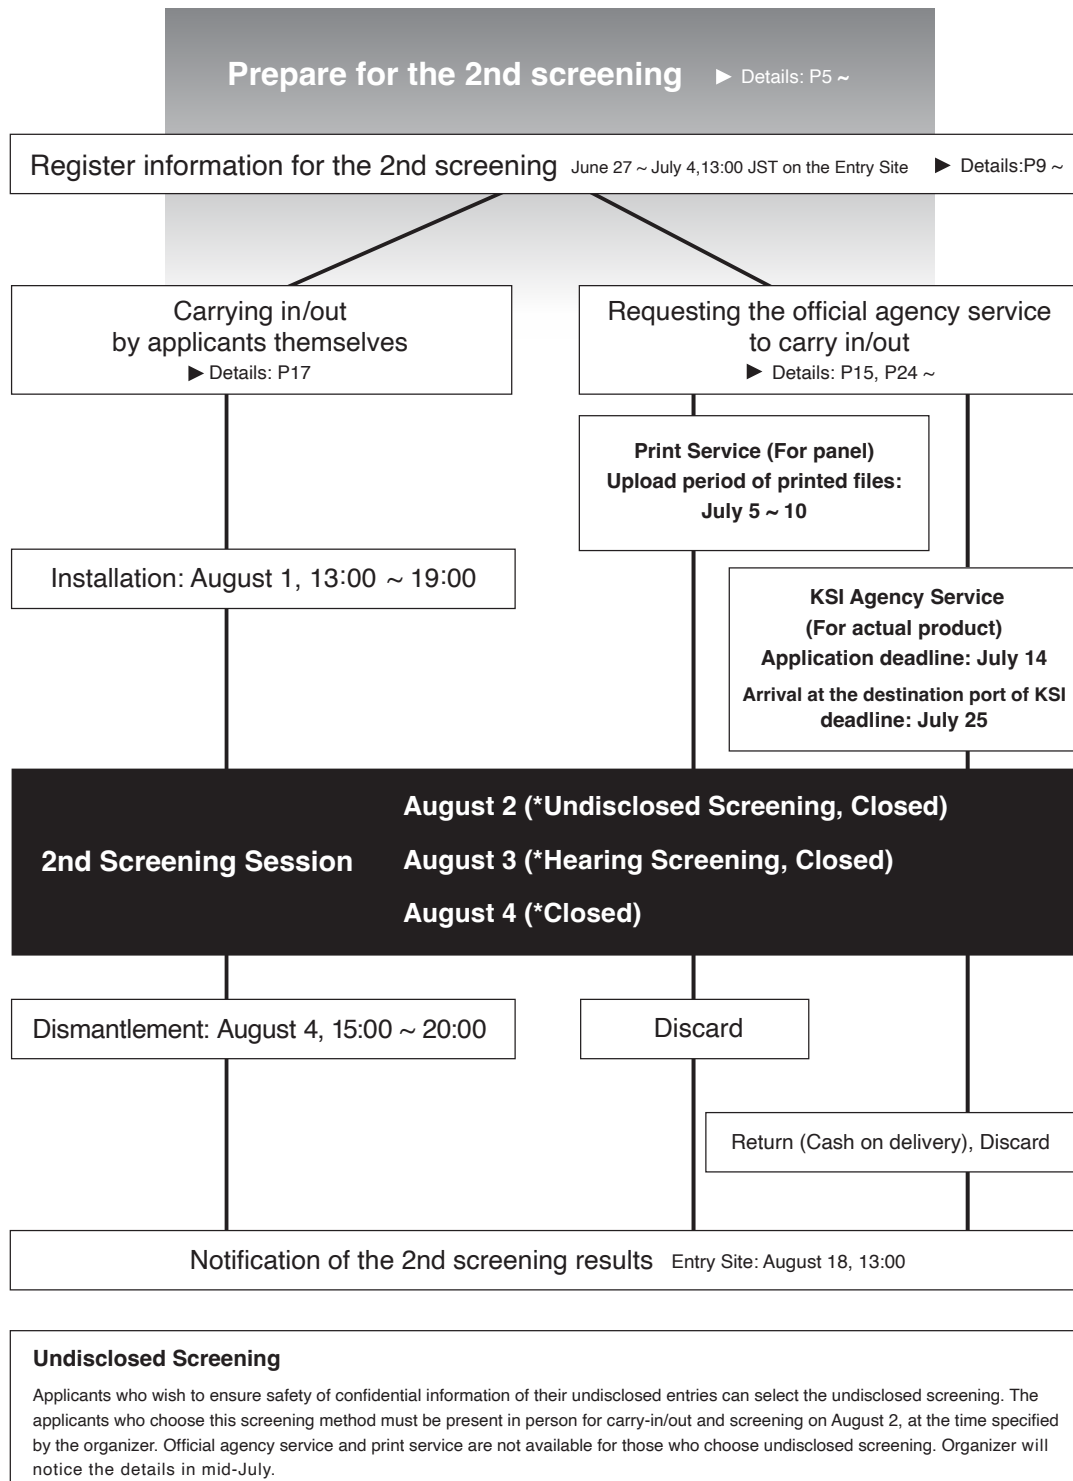 Prepare for the 2nd screening ▶ Details: P5 ~
Register information for the 2nd screening June 27 ~ July 4,13:00 JST on the Entry Site ▶ Details:P9 ~
Carrying in/out
by applicants themselves
▶ Details: P17
Requesting the official agency service
to carry in/out
▶ Details: P15, P24 ~
Print Service (For panel)
Upload period of printed files:
July 5 ~ 10
Installation: August 1, 13:00 ~ 19:00
KSI Agency Service
(For actual product)
Application deadline: July 14
Arrival at the destination port of KSI
deadline: July 25
2nd Screening Session
August 2 (*Undisclosed Screening, Closed)
August 3 (*Hearing Screening, Closed)
August 4 (*Closed)
Dismantlement: August 4, 15:00 ~ 20:00
Discard
Return (Cash on delivery), Discard
Notification of the 2nd screening results Entry Site: August 18, 13:00
Undisclosed Screening
Applicants who wish to ensure safety of confidential information of their undisclosed entries can select the undisclosed screening. The
applicants who choose this screening method must be present in person for carry-in/out and screening on August 2, at the time specified
by the organizer. Official agency service and print service are not available for those who choose undisclosed screening. Organizer will
notice the details in mid-July.